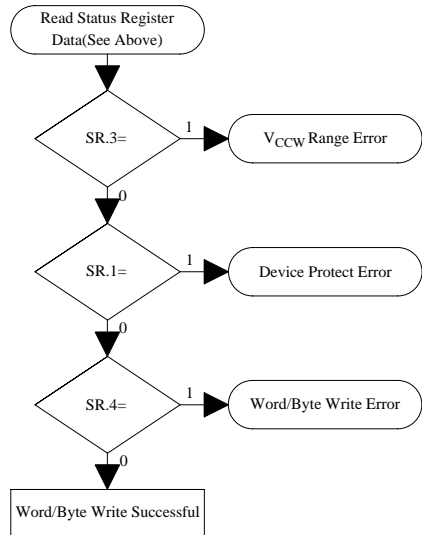 Read Status Register
Data(See Above)
SR.3=
1
VCCW Range Error
0
SR.1=
1
Device Protect Error
0
SR.4=
1
Word/Byte Write Error
0
Word/Byte Write Successful